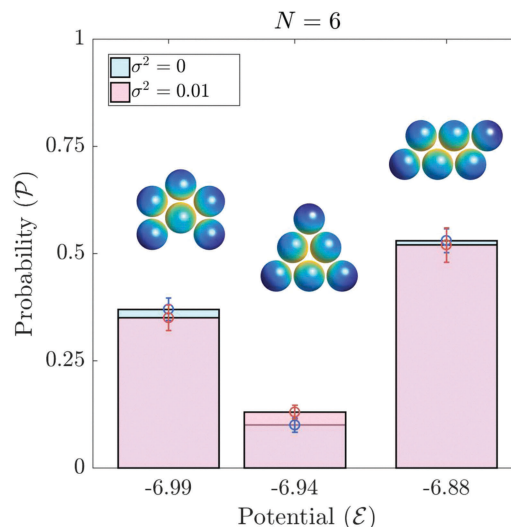 N = 6
1
σ² = 0
σ² = 0.01
0.75
0.5
0.25
0
Probability (𝒫)
-6.99 -6.94 -6.88
Potential (ℰ)